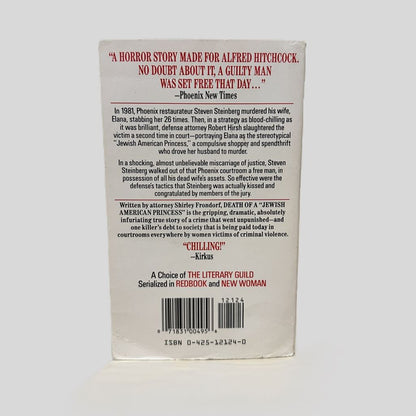 "A HORROR STORY MADE FOR ALFRED HITCHCOCK.
NO DOUBT ABOUT IT, A GUILTY MAN
WAS SET FREE THAT DAY..."
—Phoenix New Times
In 1981, Phoenix restaurateur Steven Steinberg murdered his wife,
Elana, stabbing her 26 times. Then, in a strategy as blood-chilling as
it was brilliant, defense attorney Robert Hirsh slaughtered the
victim a second time in court—portraying Elana as the stereotypical
"Jewish American Princess," a compulsive shopper and spendthrift
who drove her husband to murder.
In a shocking, almost unbelievable miscarriage of justice, Steven
Steinberg walked out of that Phoenix courtroom a free man, in
possession of all his dead wife's assets. So effective were the
defense's tactics that Steinberg was actually kissed and
congratulated by members of the jury.
Written by attorney Shirley Frondorf, DEATH OF A "JEWISH
AMERICAN PRINCESS" is the gripping, dramatic, absolutely
infuriating true story of a crime that went unpunished—and
one killer's debt to society that is being paid today in
courtrooms everywhere by women victims of criminal violence.
"CHILLING!"
—Kirkus
A Choice of THE LITERARY GUILD
Serialized in REDBOOK and NEW WOMAN
12124
71831 00495
ISBN 0-425-12124-0